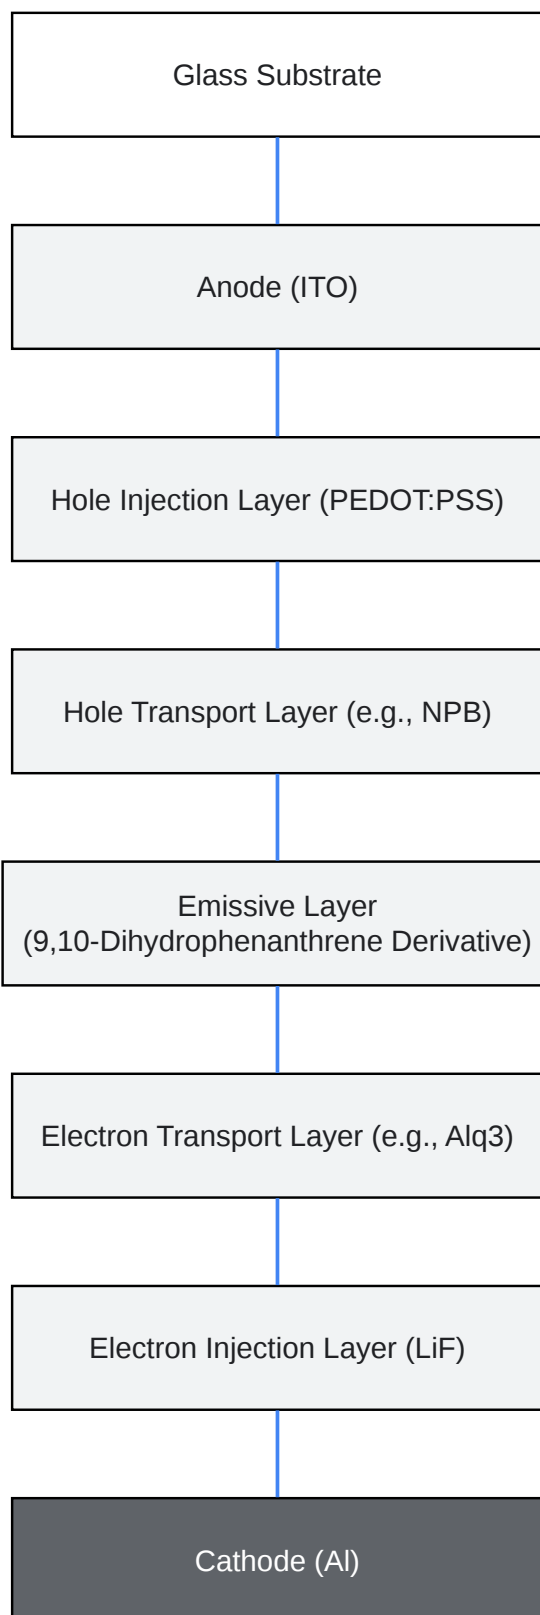 Glass Substrate
Anode (ITO)
Hole Injection Layer (PEDOT:PSS)
Hole Transport Layer (e.g., NPB)
Emissive Layer
(9,10-Dihydrophenanthrene Derivative)
Electron Transport Layer (e.g., Alq3)
Electron Injection Layer (LiF)
Cathode (Al)